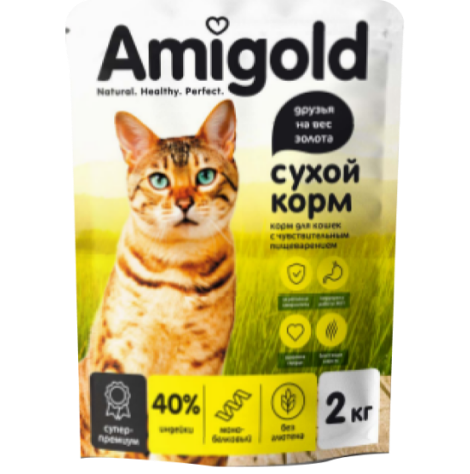 Amigold
Natural. Healthy. Perfect.
друзья
на вес
золота
сухой
корм
корм для кошек
с чувствительным
пищеварением
40%
индейки
моно-
белковый
без
глютена
супер-
премиум
2 кг